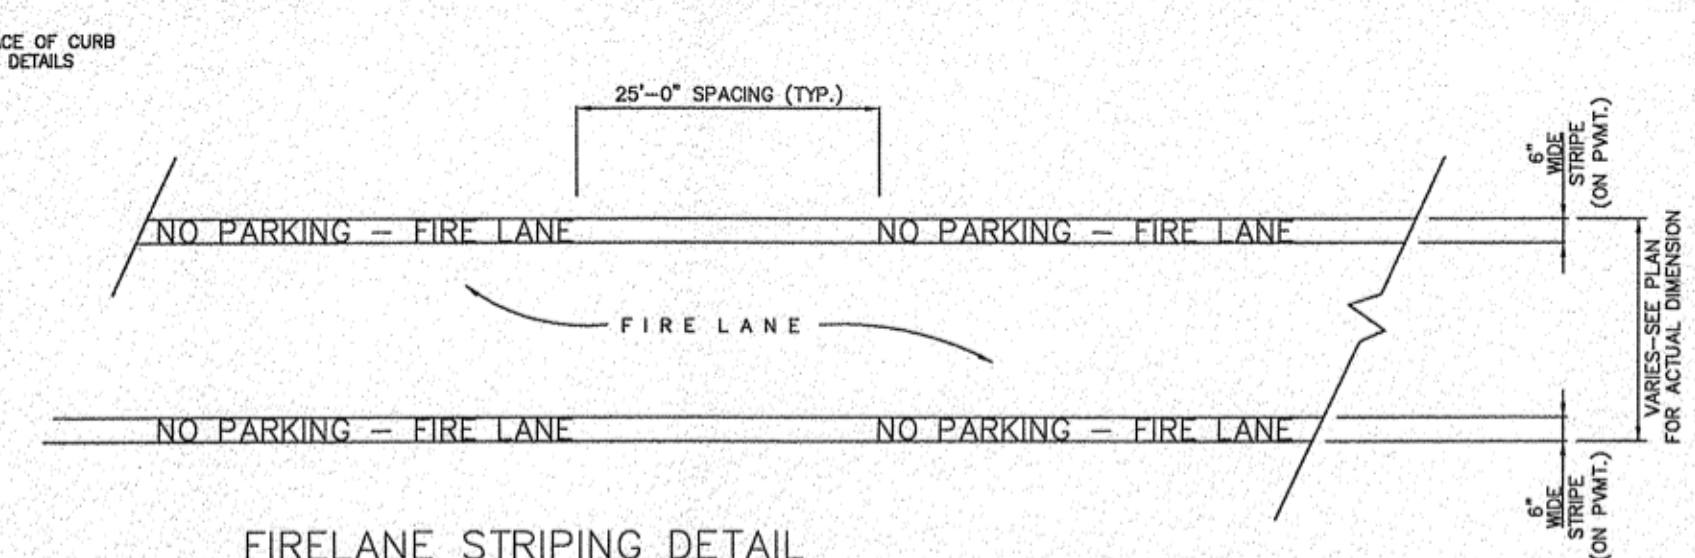 CE OF CURB
DETAILS
25'-0" SPACING (TYP.)
6"
WIDE
STRIPE
(ON PVMT.)
NO PARKING - FIRE LANE
NO PARKING - FIRE LANE
VARIES-SEE PLAN
FOR ACTUAL DIMENSION
FIRE LANE
NO PARKING - FIRE LANE
NO PARKING - FIRE LANE
6"
WIDE
STRIPE
(ON PVMT.)
FIRELANE STRIPING DETAIL